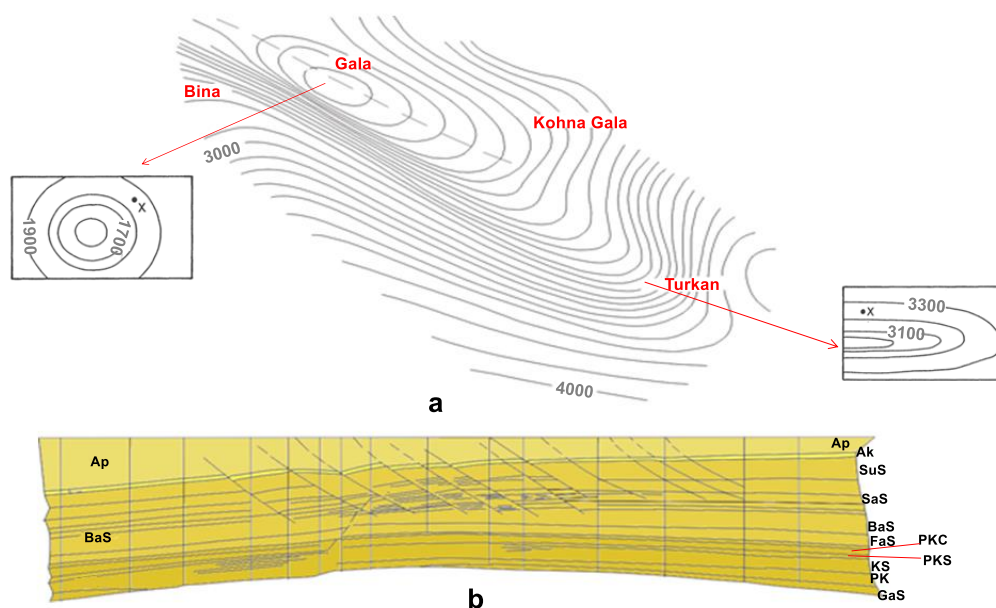 Gala
Bina
Kohna Gala
3000
1900
1700
x
Turkan
3300
x
3100
4000
a
Ap
Ap
Ak
SuS
SaS
BaS
BaS
FaS
PKC
PKS
KS
PK
GaS
b